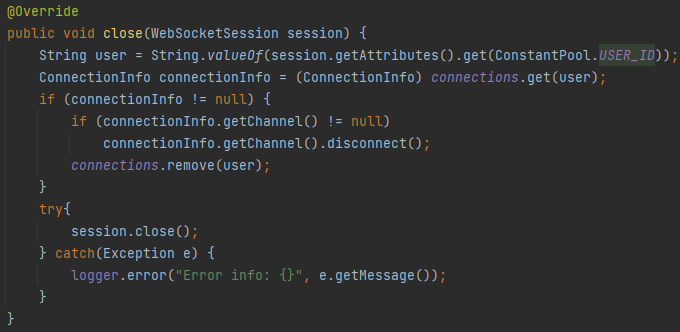 @Override
public void close(WebSocketSession session) {
    String user = String.valueOf(session.getAttributes().get(ConstantPool.USER_ID));
    ConnectionInfo connectionInfo = (ConnectionInfo) connections.get(user);
    if (connectionInfo != null) {
        if (connectionInfo.getChannel() != null)
            connectionInfo.getChannel().disconnect();
        connections.remove(user);
    }
    try{
        session.close();
    } catch(Exception e) {
        logger.error("Error info: {}", e.getMessage());
    }
}